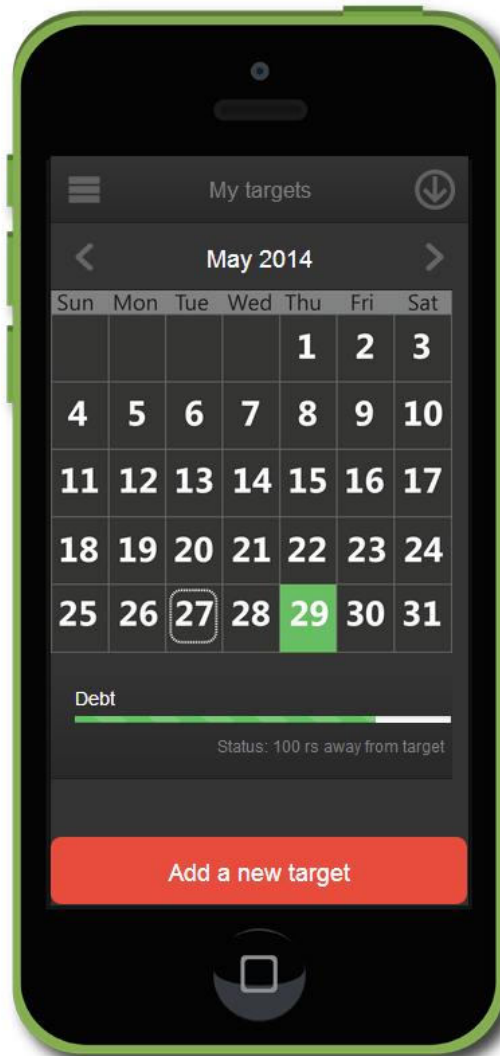 My targets
May 2014
Sun Mon Tue Wed Thu Fri Sat
1 2 3
4 5 6 7 8 9 10
11 12 13 14 15 16 17
18 19 20 21 22 23 24
25 26 27 28 29 30 31
Debt
Status: 100 rs away from target
Add a new target